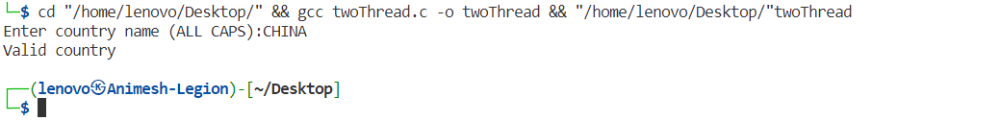 └─$ cd "/home/lenovo/Desktop/" && gcc twoThread.c -o twoThread && "/home/lenovo/Desktop/"twoThread
Enter country name (ALL CAPS):CHINA
Valid country
┌──(lenovo㉿Animesh-Legion)-[~/Desktop]
└─$